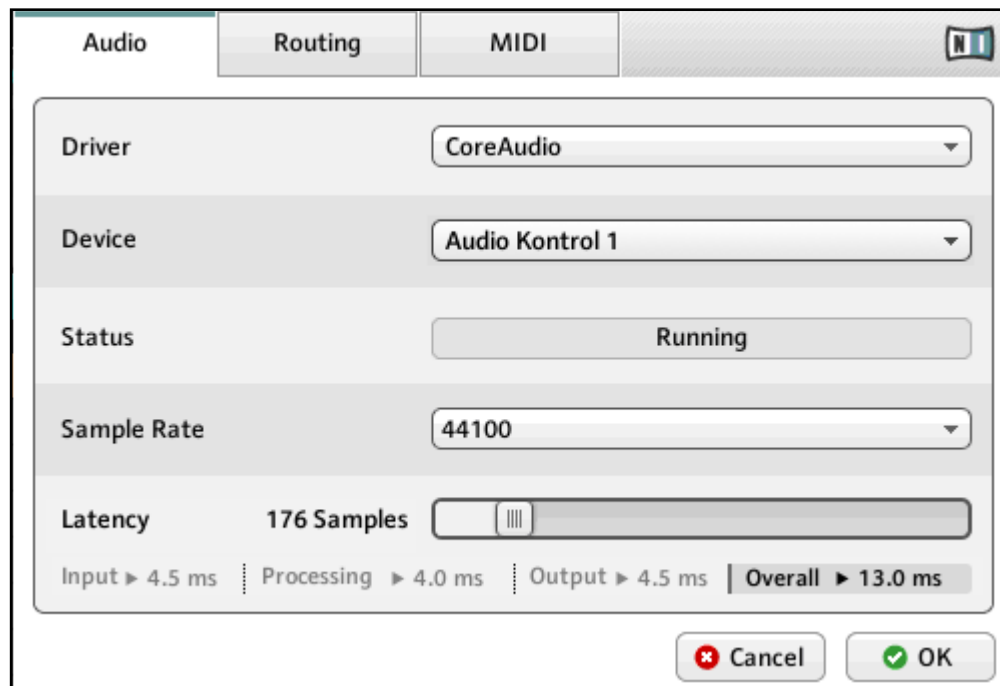 Audio Routing MIDI NI
Driver CoreAudio
Device Audio Kontrol 1
Status Running
Sample Rate 44100
Latency 176 Samples
Input ▸ 4.5 ms Processing ▸ 4.0 ms Output ▸ 4.5 ms Overall ▸ 13.0 ms
Cancel OK